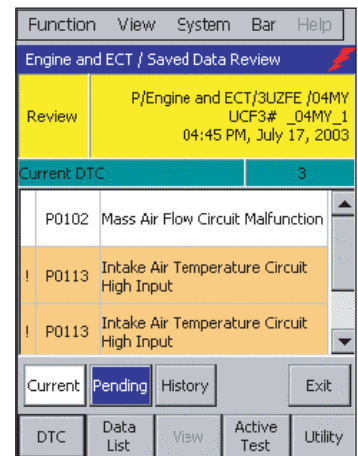 Function View System Bar Help
Engine and ECT / Saved Data Review
Review
P/Engine and ECT/3UZFE /04MY
UCF3# _04MY_1
04:45 PM, July 17, 2003
Current DTC 3
P0102 Mass Air Flow Circuit Malfunction
! P0113 Intake Air Temperature Circuit
High Input
! P0113 Intake Air Temperature Circuit
High Input
Current Pending History Exit
DTC Data List View Active Test Utility